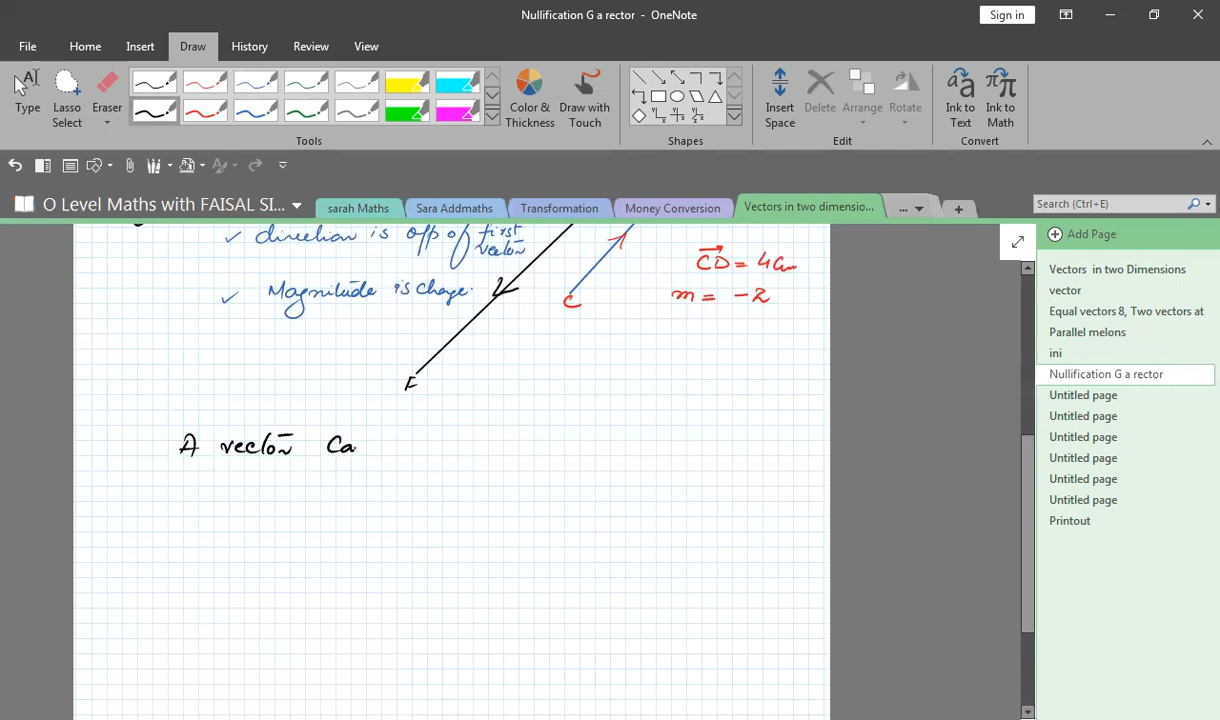 Nullification G a rector - OneNote
Sign in
File Home Insert Draw History Review View
Type
Lasso Select
Eraser
Color & Thickness
Draw with Touch
Insert Space
Delete
Arrange
Rotate
Ink to Text
Ink to Math
Tools
Shapes
Edit
Convert
O Level Maths with FAISAL SI...
sarah Maths
Sara Addmaths
Transformation
Money Conversion
Vectors in two dimensio...
...
Search (Ctrl+E)
Add Page
Vectors in two Dimensions
vector
Equal vectors 8, Two vectors at
Parallel melons
ini
Nullification G a rector
Untitled page
Untitled page
Untitled page
Untitled page
Untitled page
Untitled page
Printout
✓ direction is opp of first vector
✓ Magnitude is change.
C
CD = 4cm
m = -2
A vector Ca